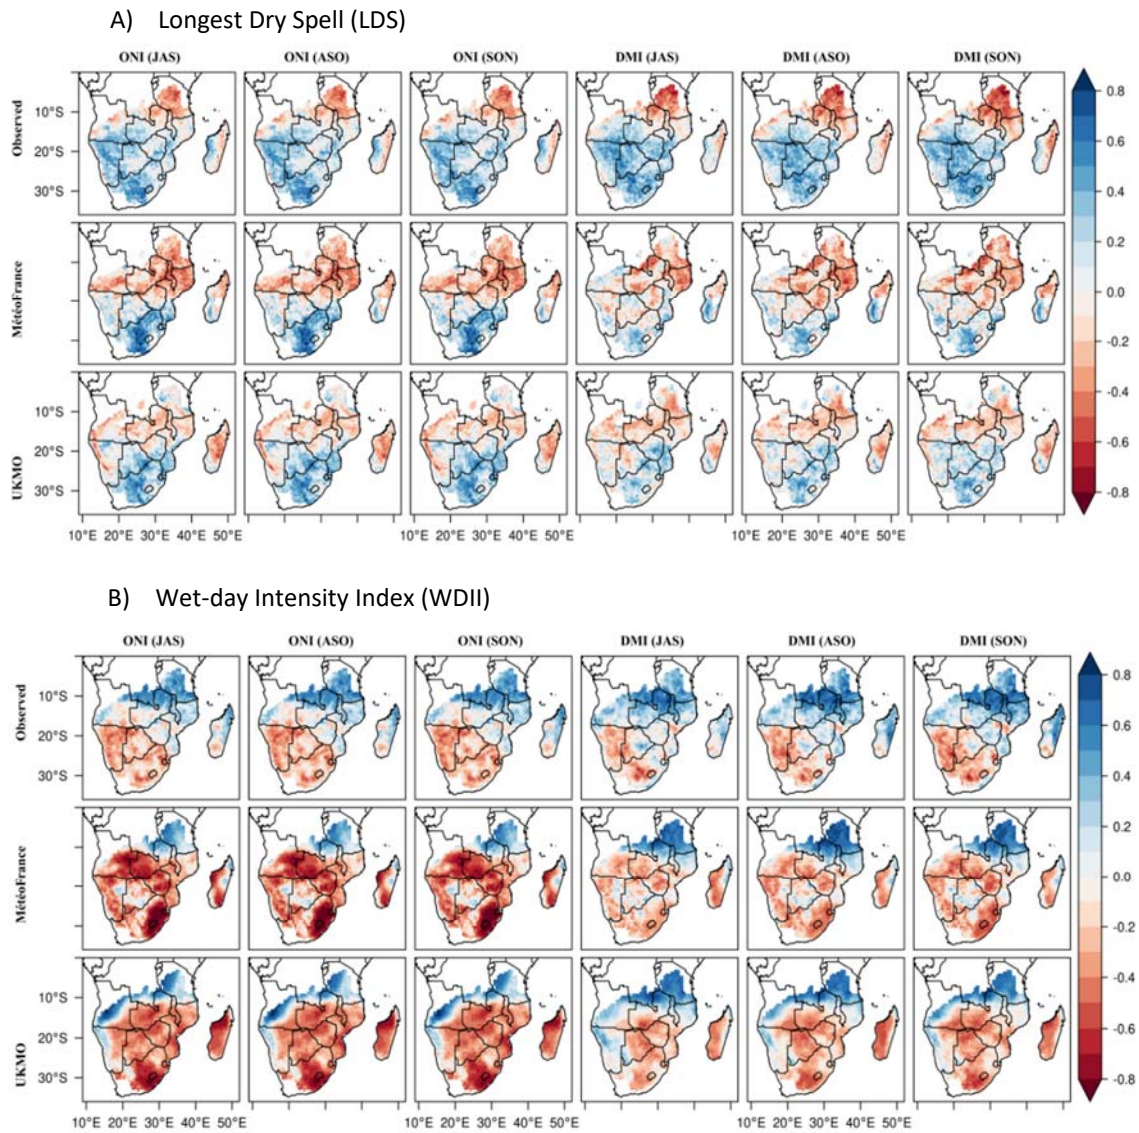 A) Longest Dry Spell (LDS)
ONI (JAS) ONI (ASO) ONI (SON) DMI (JAS) DMI (ASO) DMI (SON)
Observed
10°S
20°S
30°S
MétéoFrance
UKMO
10°S
20°S
30°S
10°E 20°E 30°E 40°E 50°E 10°E 20°E 30°E 40°E 50°E 10°E 20°E 30°E 40°E 50°E
0.8
0.6
0.4
0.2
0.0
-0.2
-0.4
-0.6
-0.8
B) Wet-day Intensity Index (WDII)
ONI (JAS) ONI (ASO) ONI (SON) DMI (JAS) DMI (ASO) DMI (SON)
Observed
10°S
20°S
30°S
MétéoFrance
UKMO
10°S
20°S
30°S
10°E 20°E 30°E 40°E 50°E 10°E 20°E 30°E 40°E 50°E 10°E 20°E 30°E 40°E 50°E
0.8
0.6
0.4
0.2
0.0
-0.2
-0.4
-0.6
-0.8